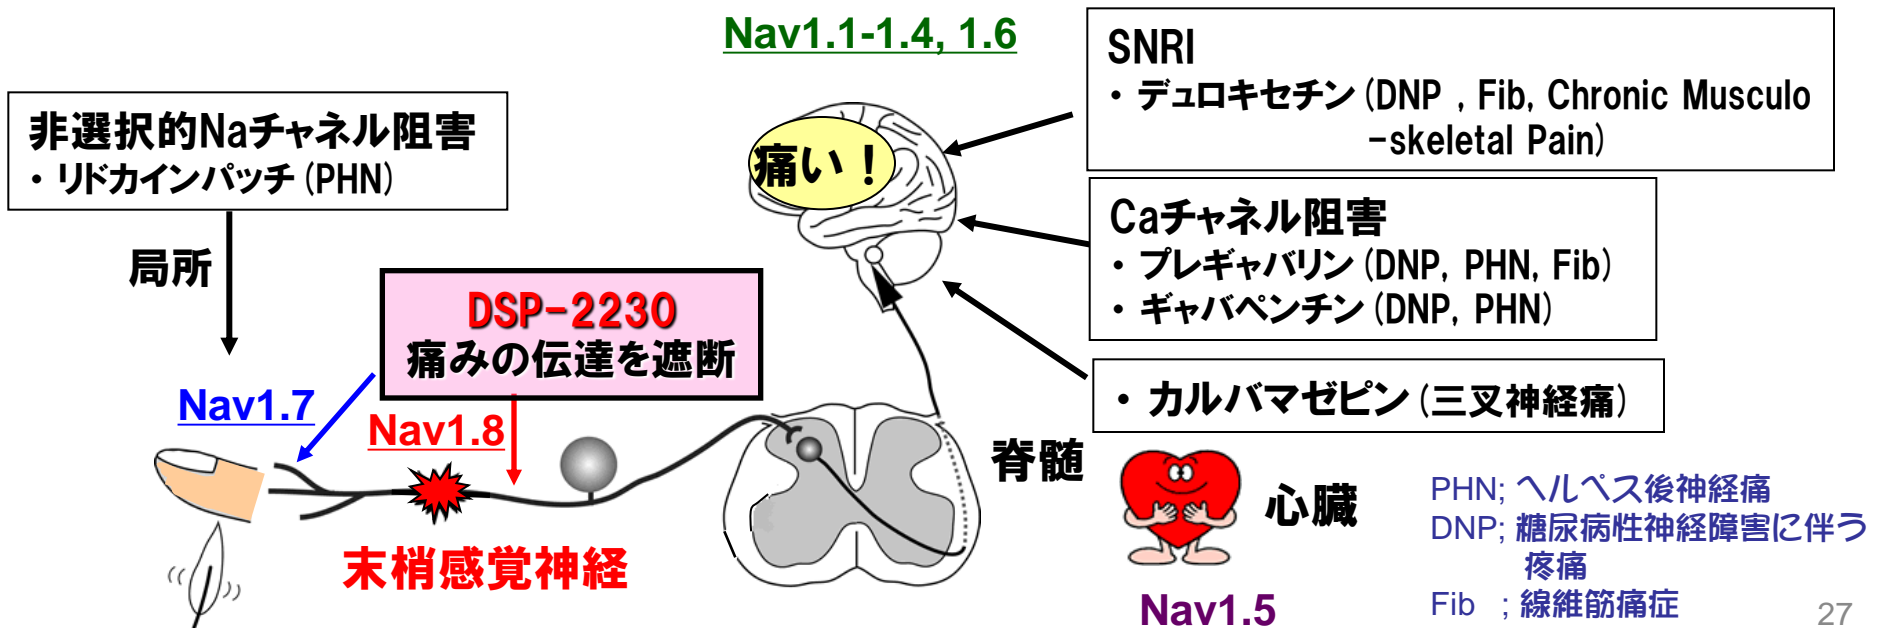 Nav1.1-1.4, 1.6
非選択的Naチャネル阻害
・リドカインパッチ(PHN)
局所
痛い！
SNRI
・デュロキセチン(DNP , Fib, Chronic Musculo
-skeletal Pain)
Caチャネル阻害
・プレギャバリン(DNP, PHN, Fib)
・ギャバペンチン(DNP, PHN)
・カルバマゼピン(三叉神経痛)
DSP-2230
痛みの伝達を遮断
Nav1.7
Nav1.8
末梢感覚神経
脊髄
心臓
Nav1.5
PHN; ヘルペス後神経痛
DNP; 糖尿病性神経障害に伴う
疼痛
Fib ; 線維筋痛症
27